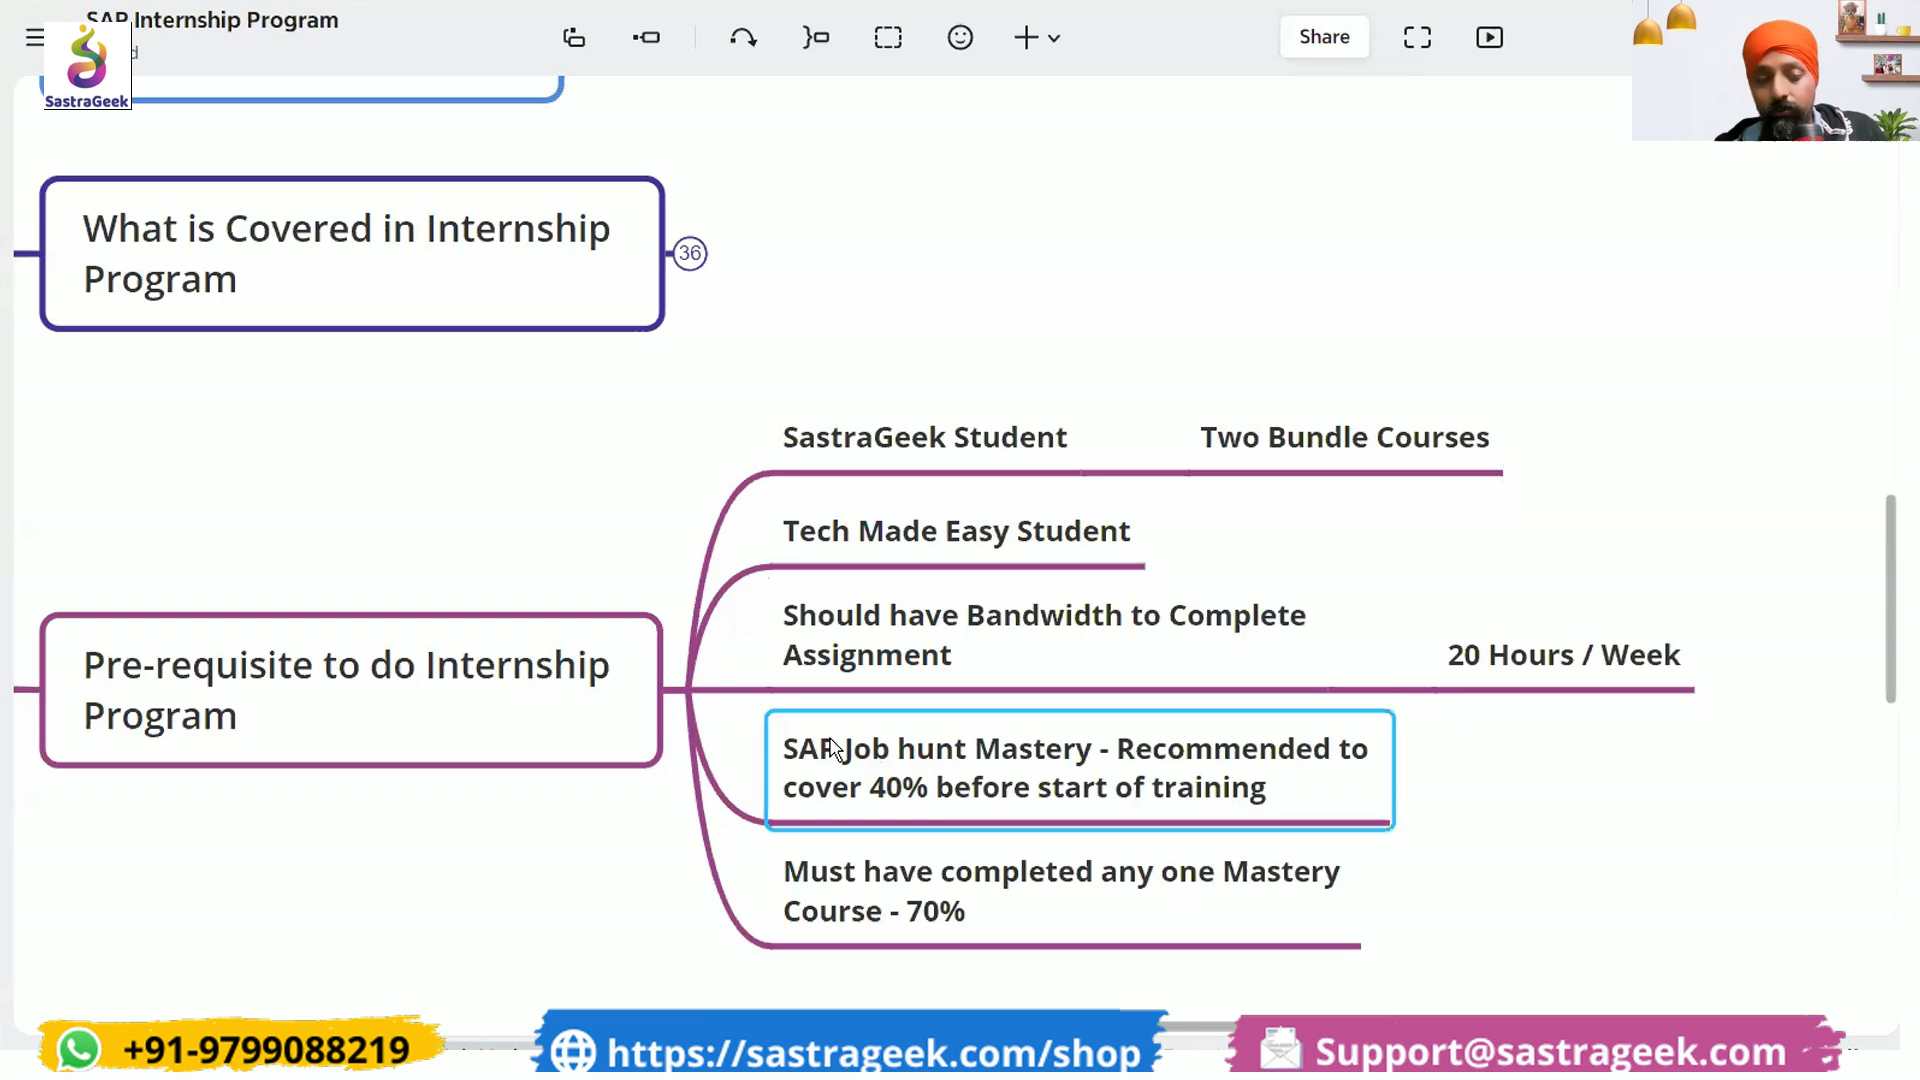 SAP Internship Program
SastraGeek
Share
What is Covered in Internship
Program
36
SastraGeek Student
Two Bundle Courses
Tech Made Easy Student
Should have Bandwidth to Complete
Assignment
20 Hours / Week
Pre-requisite to do Internship
Program
SAP Job hunt Mastery - Recommended to
cover 40% before start of training
Must have completed any one Mastery
Course - 70%
+91-9799088219
https://sastrageek.com/shop
Support@sastrageek.com